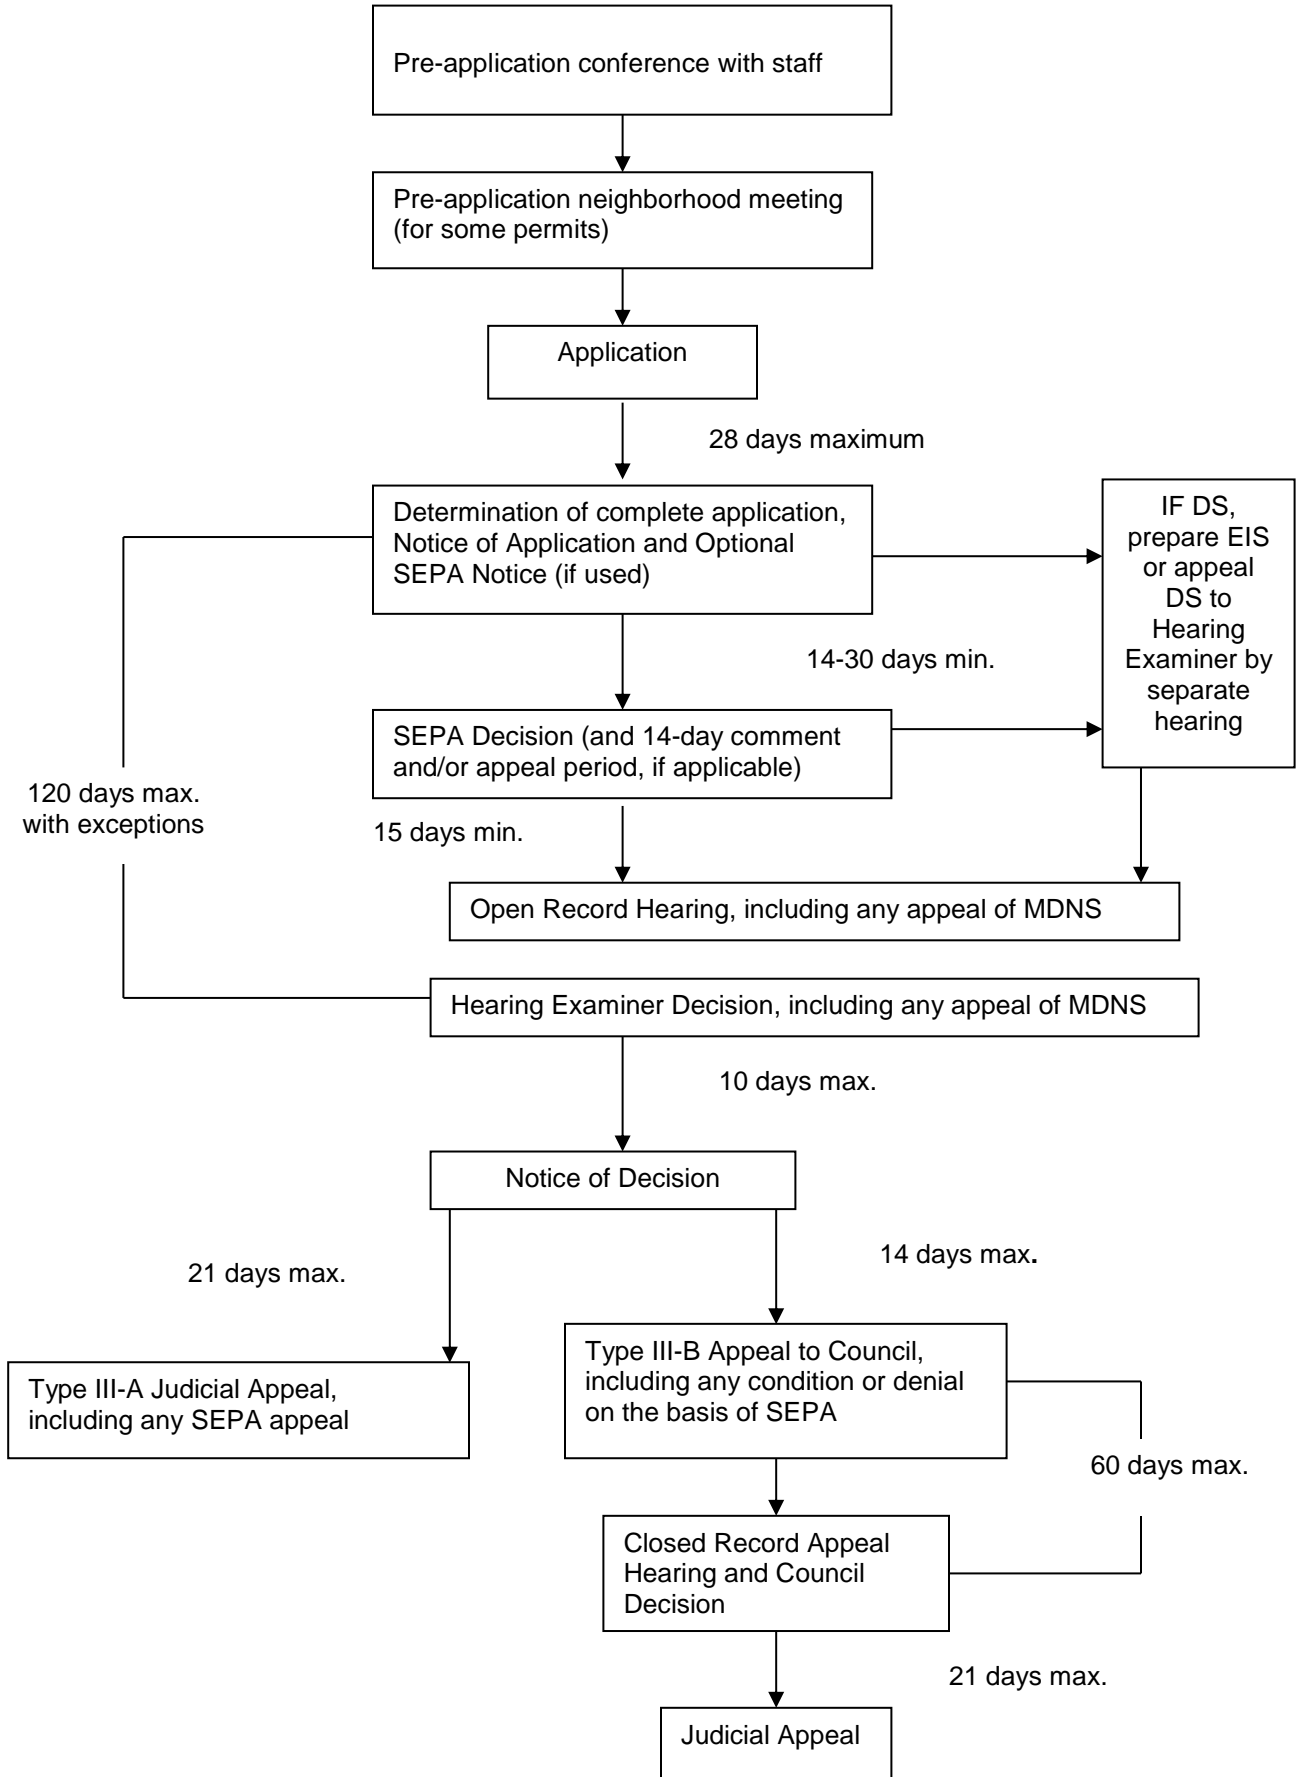 Pre-application conference with staff
Pre-application neighborhood meeting
(for some permits)
Application
28 days maximum
Determination of complete application,
Notice of Application and Optional
SEPA Notice (if used)
IF DS,
prepare EIS
or appeal
DS to
Hearing
Examiner by
separate
hearing
14-30 days min.
SEPA Decision (and 14-day comment
and/or appeal period, if applicable)
120 days max.
with exceptions
15 days min.
Open Record Hearing, including any appeal of MDNS
Hearing Examiner Decision, including any appeal of MDNS
10 days max.
Notice of Decision
21 days max.
14 days max.
Type III-A Judicial Appeal,
including any SEPA appeal
Type III-B Appeal to Council,
including any condition or denial
on the basis of SEPA
60 days max.
Closed Record Appeal
Hearing and Council
Decision
21 days max.
Judicial Appeal